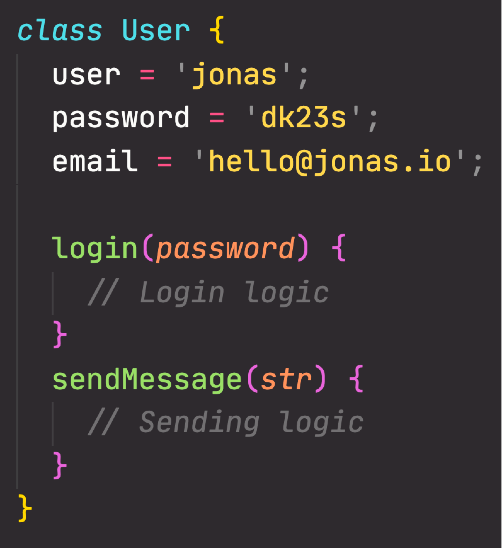 class User {
user = 'jonas';
password = 'dk23s';
email = 'hello@jonas.io';
login(password) {
// Login logic
}
sendMessage(str) {
// Sending logic
}
}